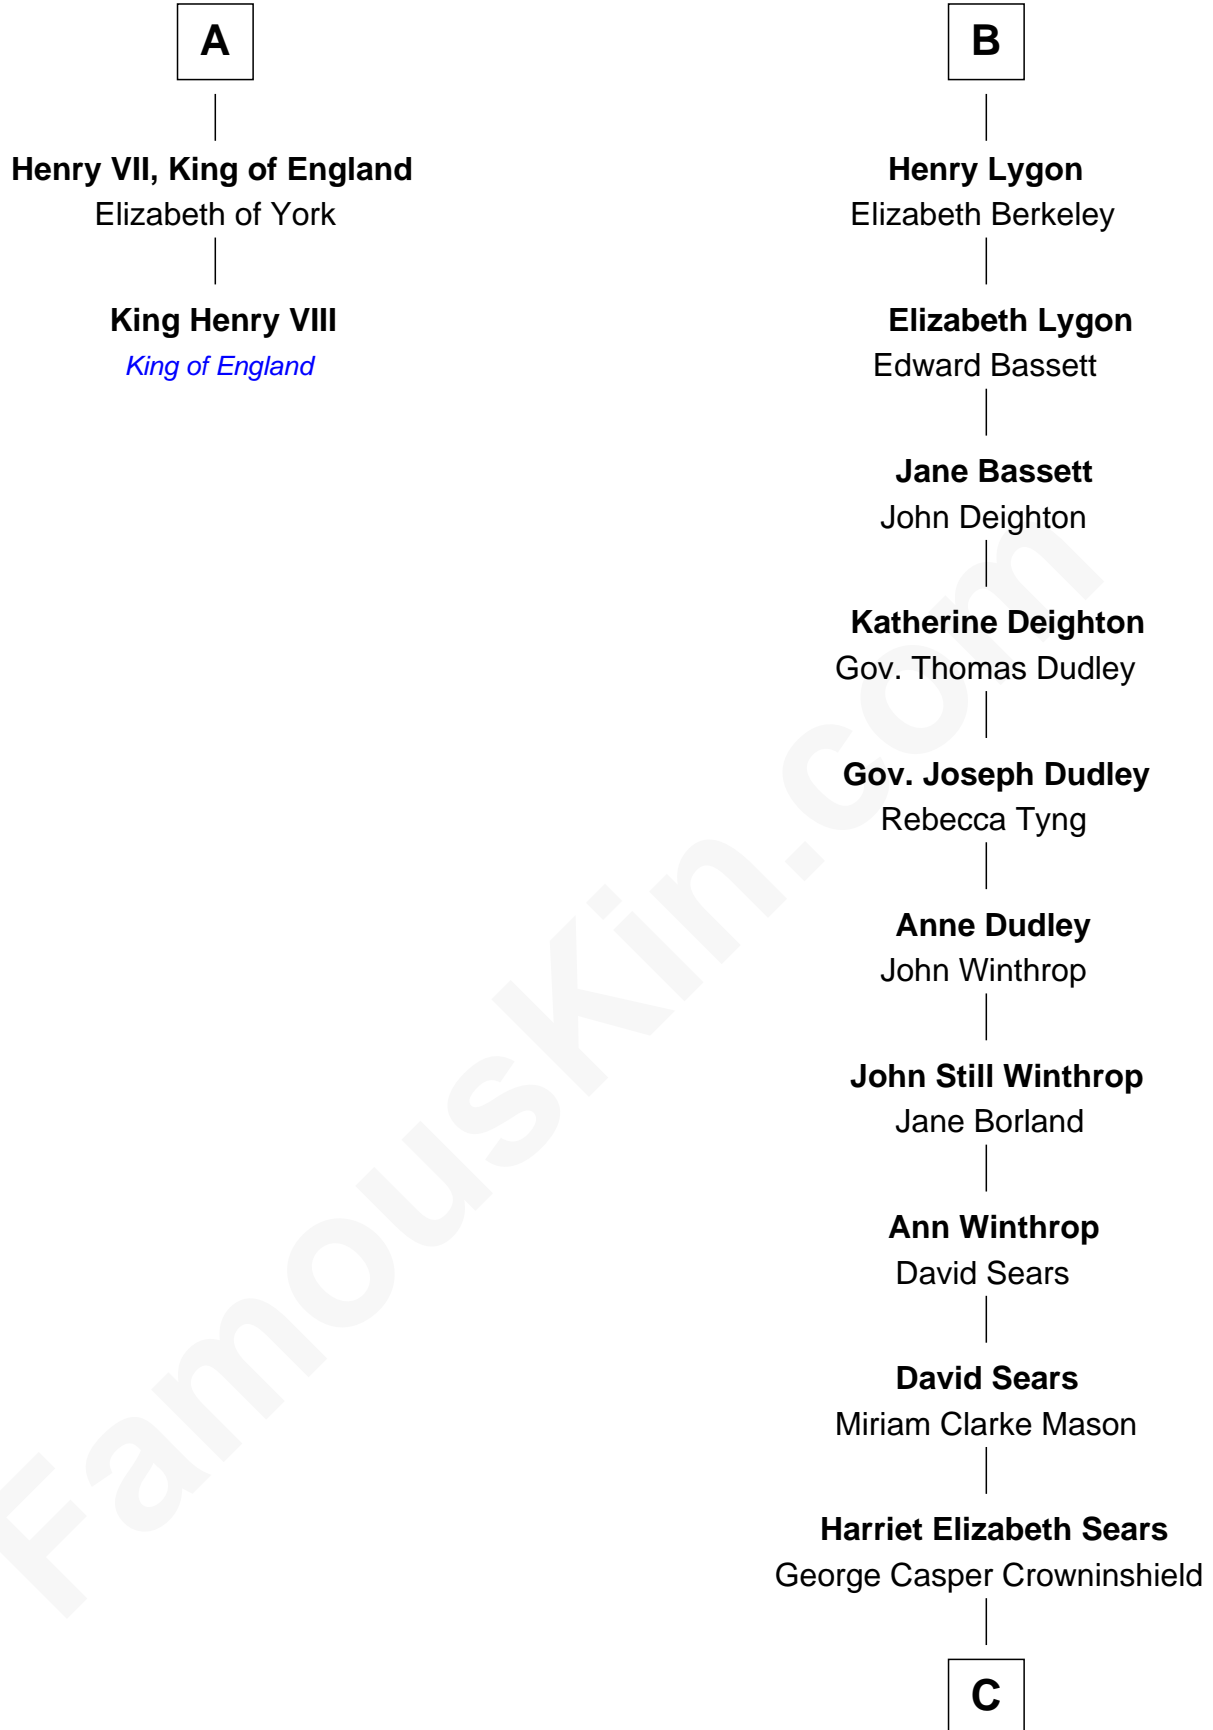 A
Henry VII, King of England
Elizabeth of York
King Henry VIII
King of England
B
Henry Lygon
Elizabeth Berkeley
Elizabeth Lygon
Edward Bassett
Jane Bassett
John Deighton
Katherine Deighton
Gov. Thomas Dudley
Gov. Joseph Dudley
Rebecca Tyng
Anne Dudley
John Winthrop
John Still Winthrop
Jane Borland
Ann Winthrop
David Sears
David Sears
Miriam Clarke Mason
Harriet Elizabeth Sears
George Casper Crowninshield
C
FamousKin.com